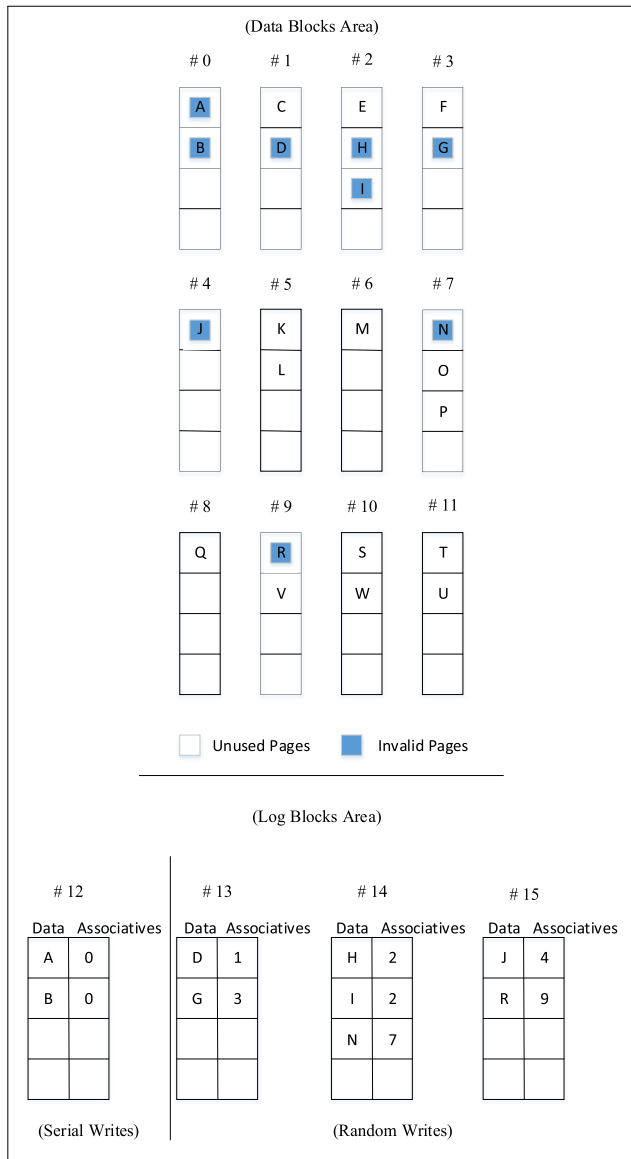 (Data Blocks Area)
# 0 # 1 # 2 # 3
A C E F
B D H G
I
# 4 # 5 # 6 # 7
J K M N
L O
P
# 8 # 9 # 10 # 11
Q R S T
V W U
Unused Pages Invalid Pages
(Log Blocks Area)
# 12 # 13 # 14 # 15
Data Associatives Data Associatives Data Associatives Data Associatives
A 0 D 1 H 2 J 4
B 0 G 3 I 2 R 9
N 7
(Serial Writes) (Random Writes)